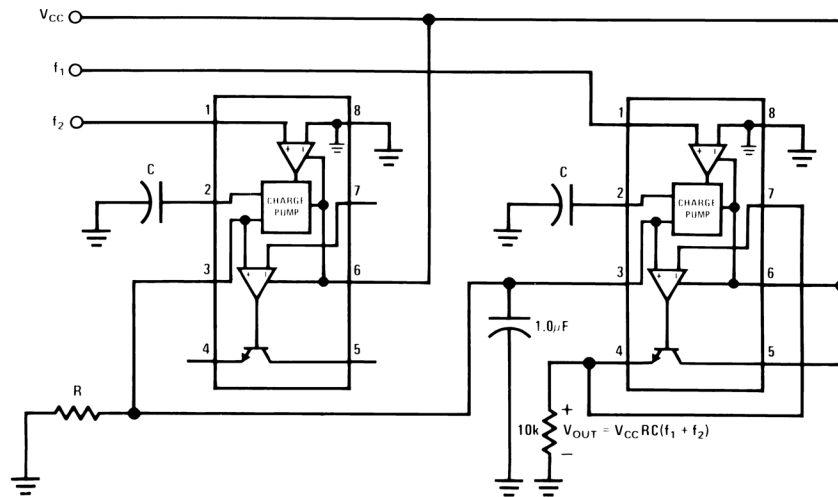 VCC
f1
f2
1
8
C
2
CHARGE
PUMP
7
3
6
4
5
R
1
8
C
2
CHARGE
PUMP
7
3
6
1.0μF
4
5
10k
+
VOUT = VCC RC(f1 + f2)
−